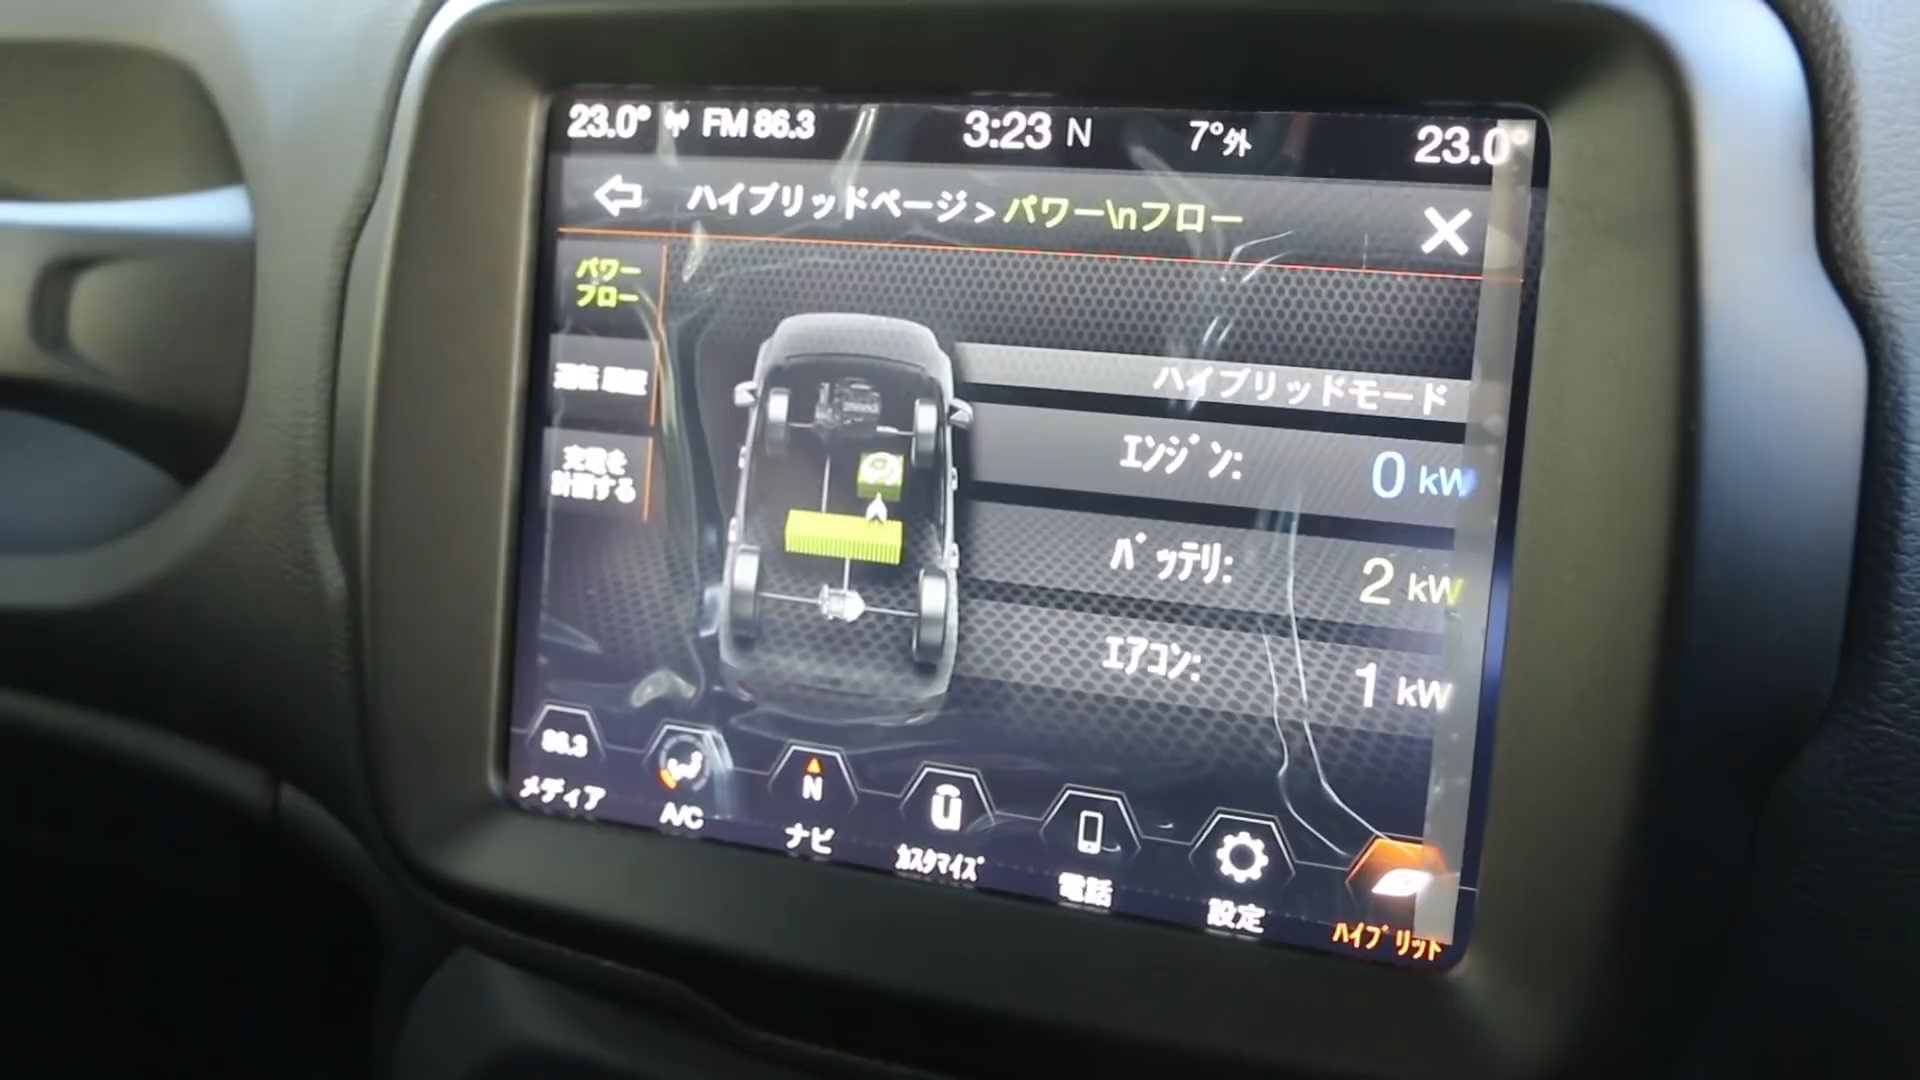 23.0° FM 86.3 3:23 N 7°外 23.0°
ハイブリッドページ > パワー\nフロー
パワー
フロー
運転 履歴
充電を
計画する
ハイブリッドモード
エンジン: 0 kW
バッテリ: 2 kW
エアコン: 1 kW
86.3
メディア
A/C
N
ナビ
u
カスタマイズ
電話
設定
ハイブリッド